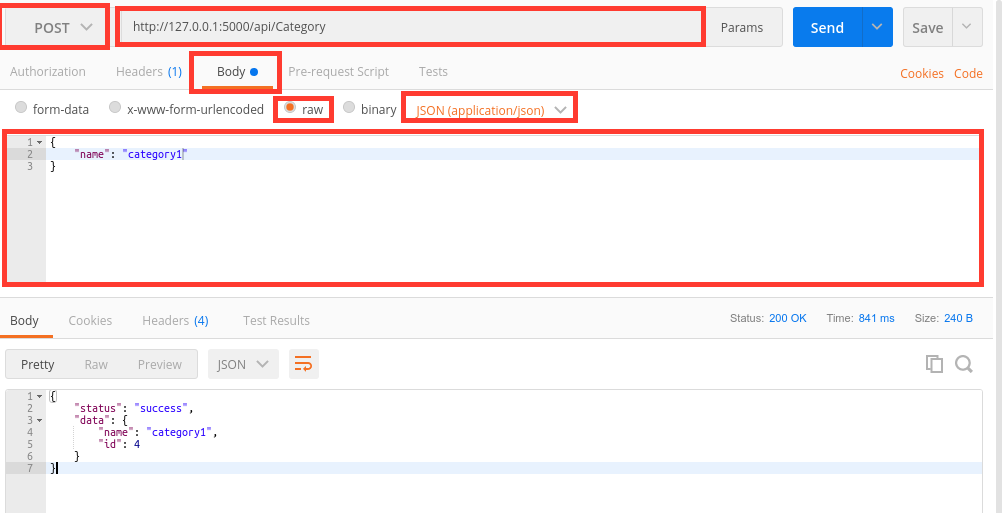 POST http://127.0.0.1:5000/api/Category Params Send Save
Authorization Headers (1) Body Pre-request Script Tests Cookies Code
form-data x-www-form-urlencoded raw binary JSON (application/json)
1 {
2 "name": "category1"
3 }
Body Cookies Headers (4) Test Results Status: 200 OK Time: 841 ms Size: 240 B
Pretty Raw Preview JSON
1 {
2 "status": "success",
3 "data": {
4 "name": "category1",
5 "id": 4
6 }
7 }